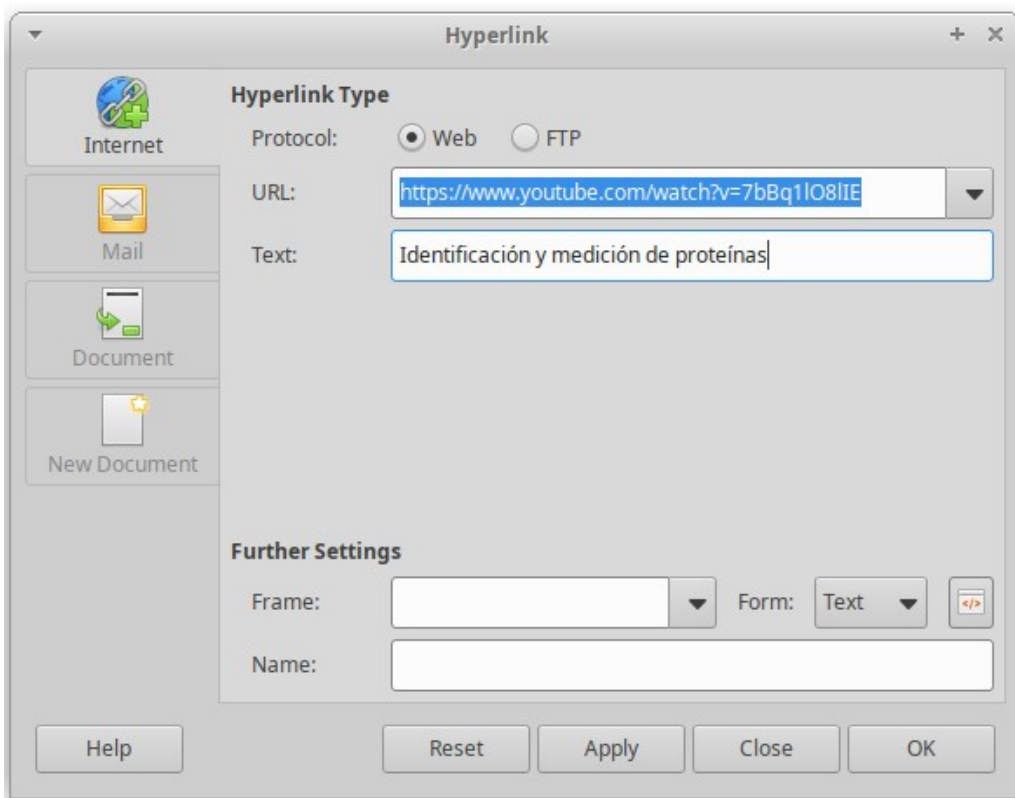 Hyperlink
Internet
Mail
Document
New Document
Hyperlink Type
Protocol: Web FTP
URL: https://www.youtube.com/watch?v=7bBq1lO8lIE
Text: Identificación y medición de proteínas
Further Settings
Frame: Form: Text
Name:
Help Reset Apply Close OK